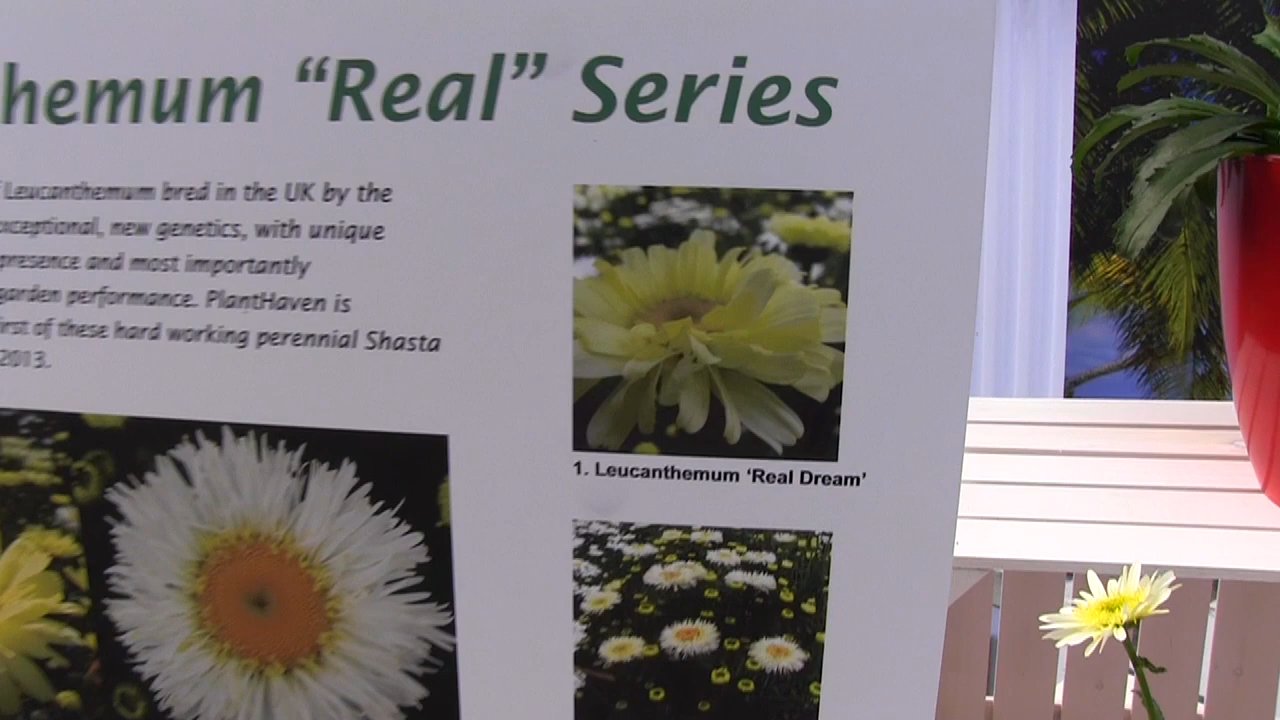 hemum “Real” Series
Leucanthemum bred in the UK by the
exceptional, new genetics, with unique
presence and most importantly
garden performance. PlantHaven is
irst of these hard working perennial Shasta
2013.
1. Leucanthemum ‘Real Dream’